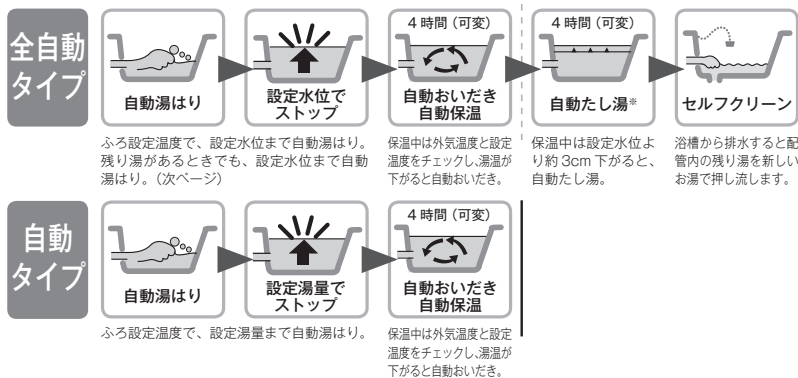 全自動
タイプ
自動湯はり
設定水位で
ストップ
4 時間（可変）
自動おいだき
自動保温
4 時間（可変）
自動たし湯※
セルフクリーン
ふろ設定温度で、設定水位まで自動湯はり。
残り湯があるときでも、設定水位まで自動
湯はり。（次ページ）
保温中は外気温度と設定
温度をチェックし、湯温が
下がると自動おいだき。
保温中は設定水位よ
り約 3cm 下がると、
自動たし湯。
浴槽から排水すると配
管内の残り湯を新しい
お湯で押し流します。
自動
タイプ
自動湯はり
設定湯量で
ストップ
4 時間（可変）
自動おいだき
自動保温
ふろ設定温度で、設定湯量まで自動湯はり。
保温中は外気温度と設定
温度をチェックし、湯温が
下がると自動おいだき。